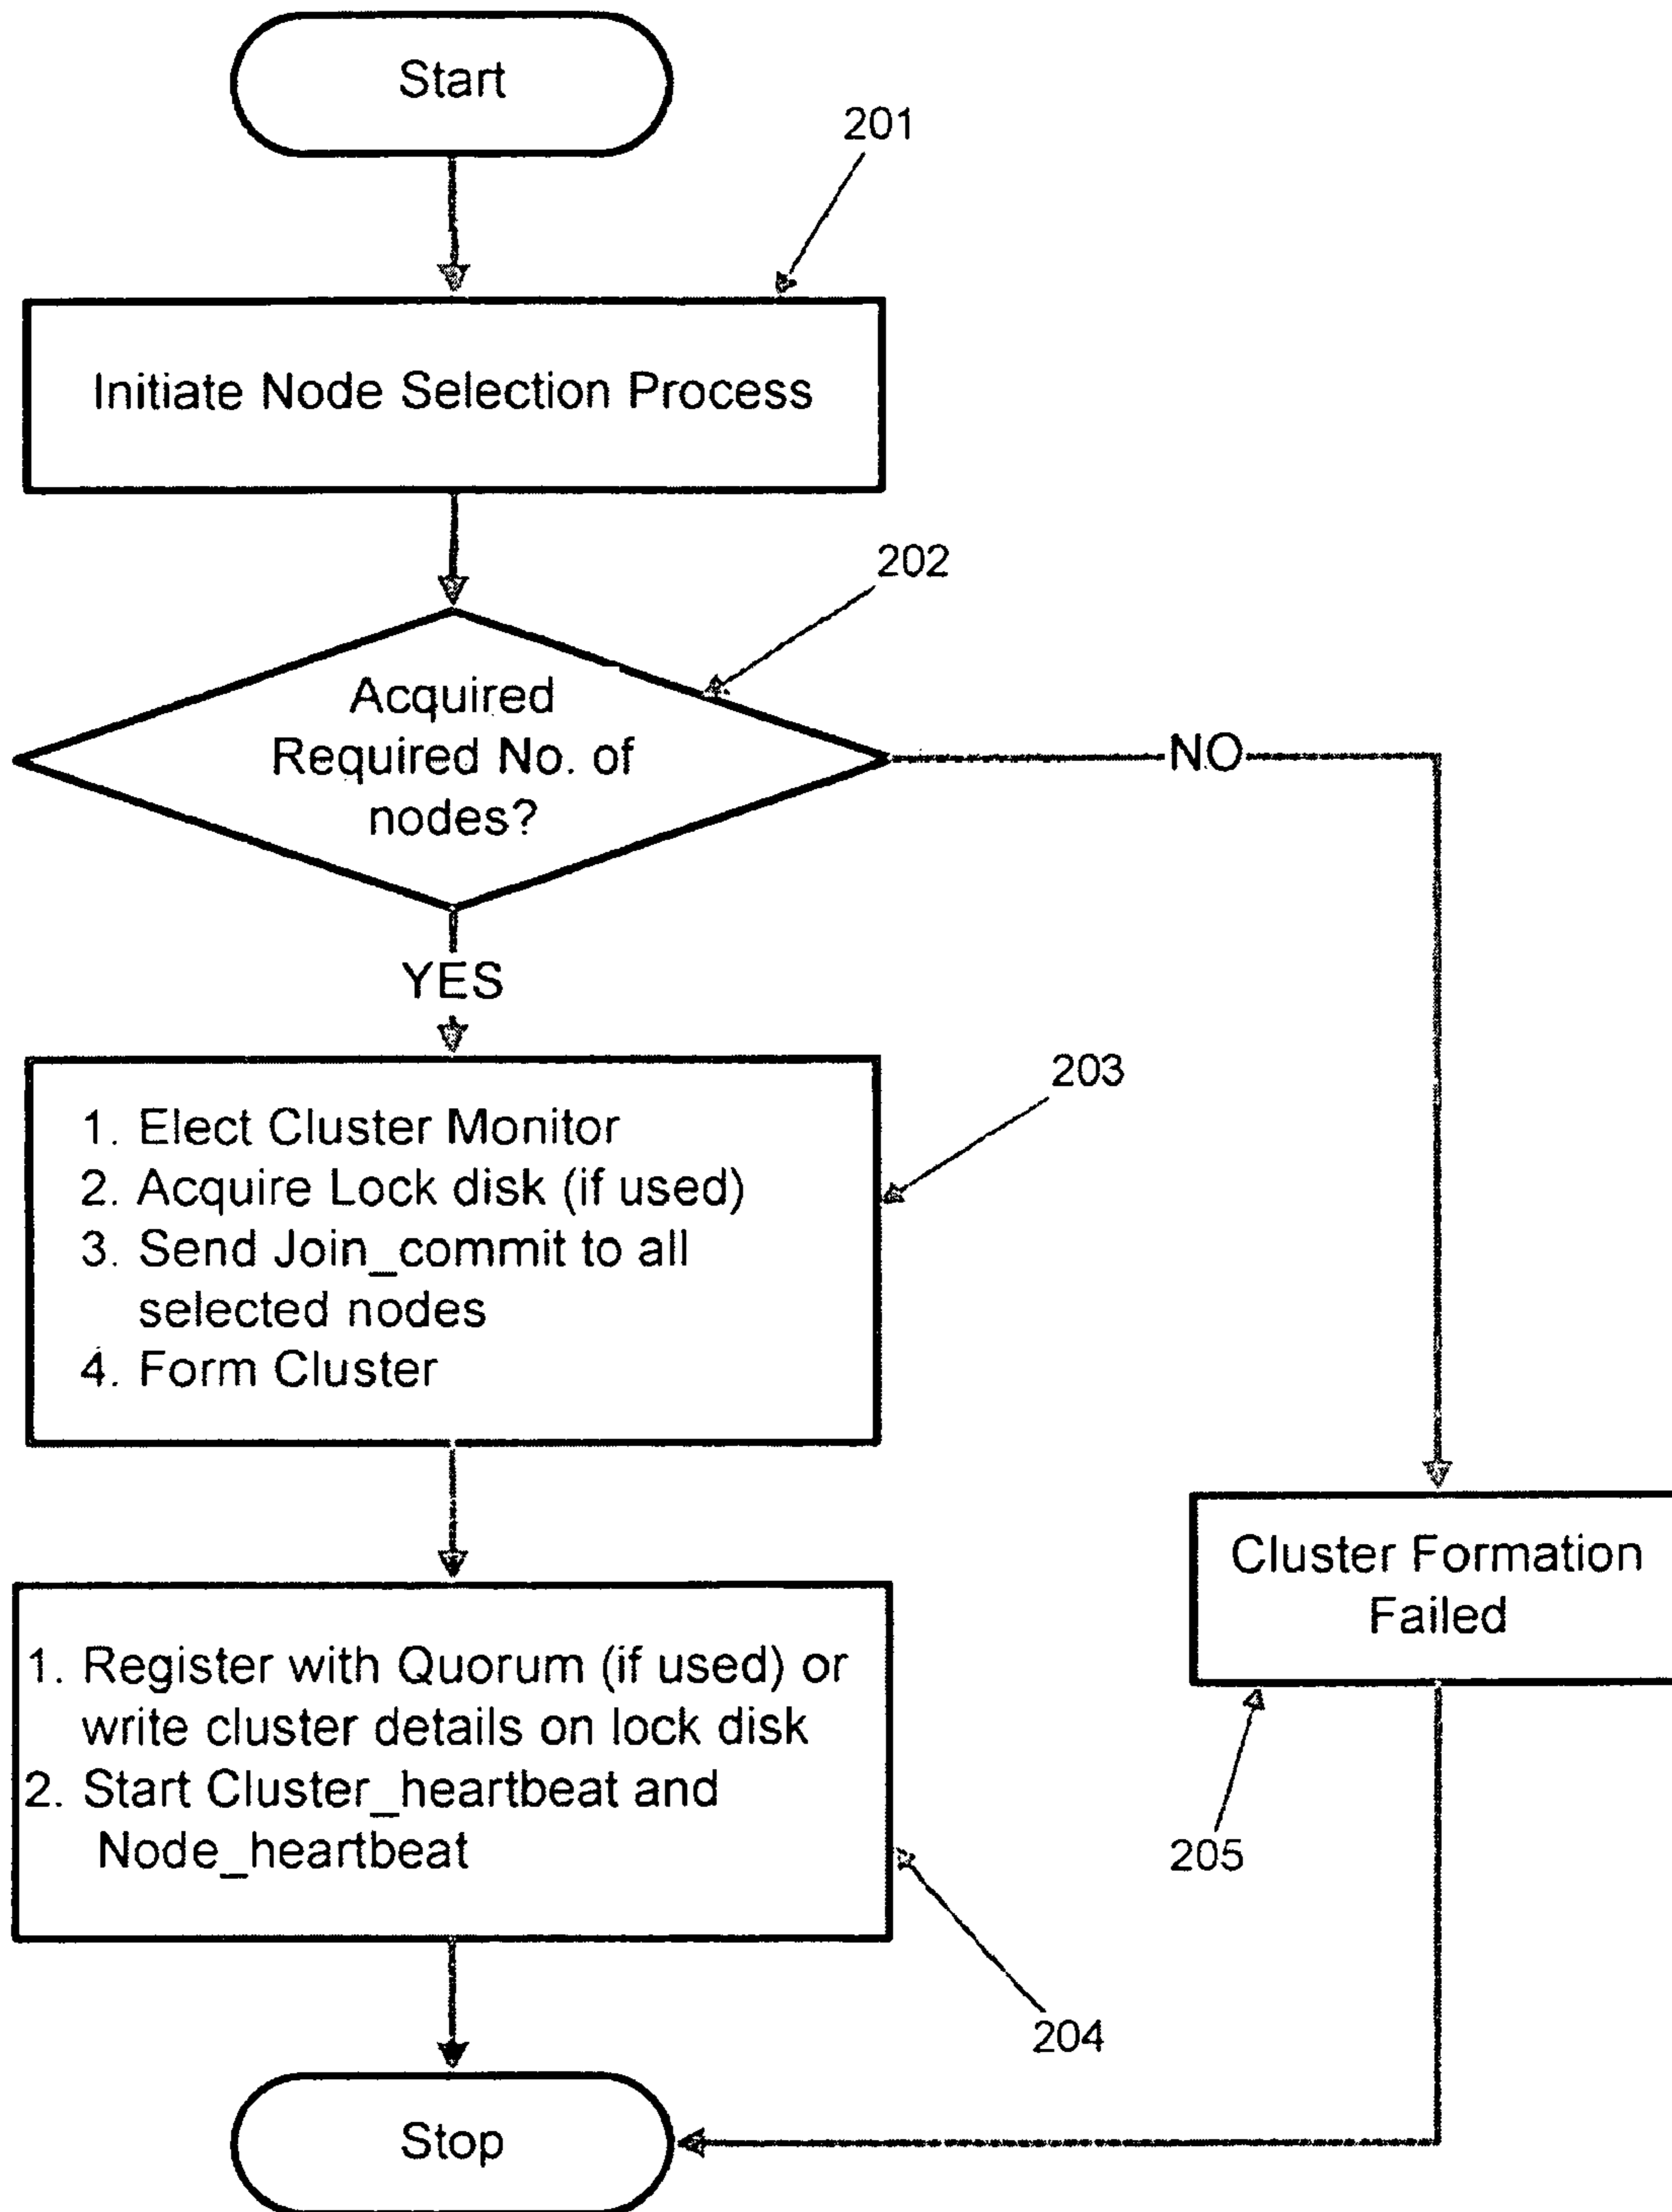 Start
201
Initiate Node Selection Process
202
Acquired
Required No. of
nodes?
NO
YES
203
1. Elect Cluster Monitor
2. Acquire Lock disk (if used)
3. Send Join_commit to all
selected nodes
4. Form Cluster
Cluster Formation
Failed
1. Register with Quorum (if used) or
write cluster details on lock disk
2. Start Cluster_heartbeat and
Node_heartbeat
205
204
Stop